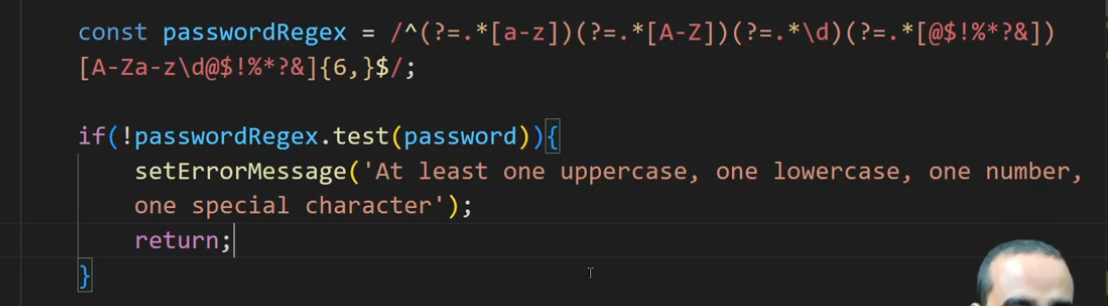 const passwordRegex = /^(?=.*[a-z])(?=.*[A-Z])(?=.*\d)(?=.*[@$!%*?&])
[A-Za-z\d@$!%*?&]{6,}$/;
if(!passwordRegex.test(password)){
setErrorMessage('At least one uppercase, one lowercase, one number,
one special character');
return;
}